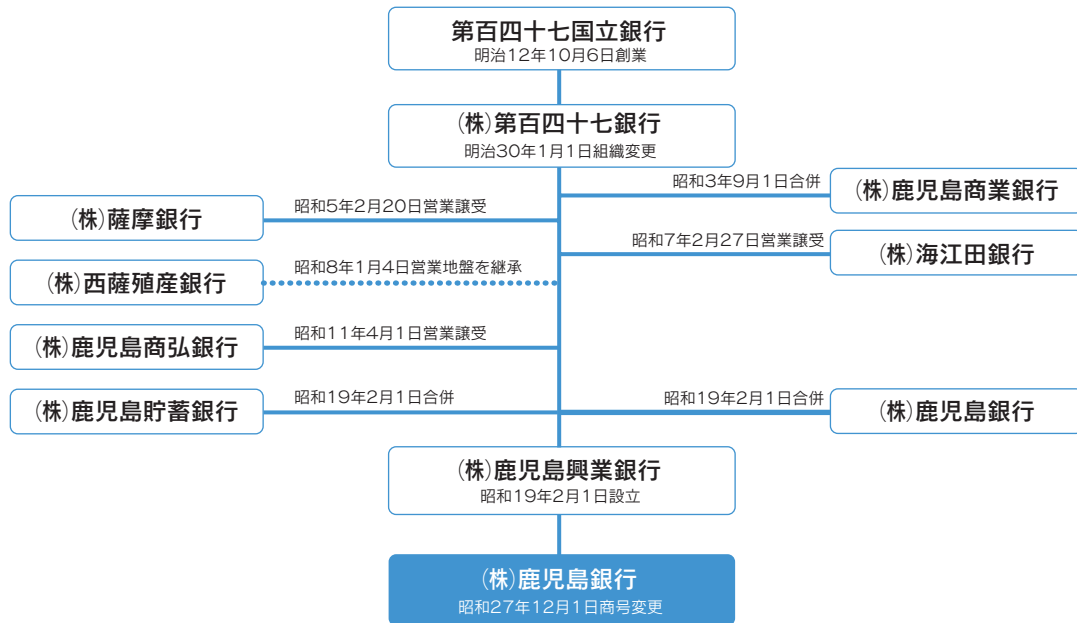 第百四十七国立銀行
明治12年10月6日創業
(株)第百四十七銀行
明治30年1月1日組織変更
昭和3年9月1日合併
(株)鹿児島商業銀行
(株)薩摩銀行
昭和5年2月20日営業譲受
昭和7年2月27日営業譲受
(株)海江田銀行
(株)西薩殖産銀行
昭和8年1月4日営業地盤を継承
(株)鹿児島商弘銀行
昭和11年4月1日営業譲受
(株)鹿児島貯蓄銀行
昭和19年2月1日合併
昭和19年2月1日合併
(株)鹿児島銀行
(株)鹿児島興業銀行
昭和19年2月1日設立
(株)鹿児島銀行
昭和27年12月1日商号変更